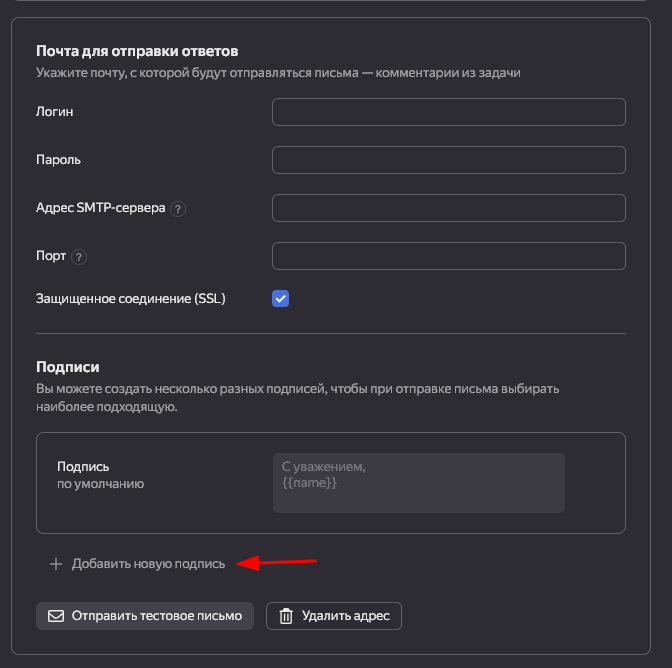 Почта для отправки ответов
Укажите почту, с которой будут отправляться письма — комментарии из задачи
Логин
Пароль
Адрес SMTP-сервера ?
Порт ?
Защищенное соединение (SSL)
Подписи
Вы можете создать несколько разных подписей, чтобы при отправке письма выбирать
наиболее подходящую.
Подпись
по умолчанию
С уважением,
{{name}}
Добавить новую подпись
Отправить тестовое письмо
Удалить адрес